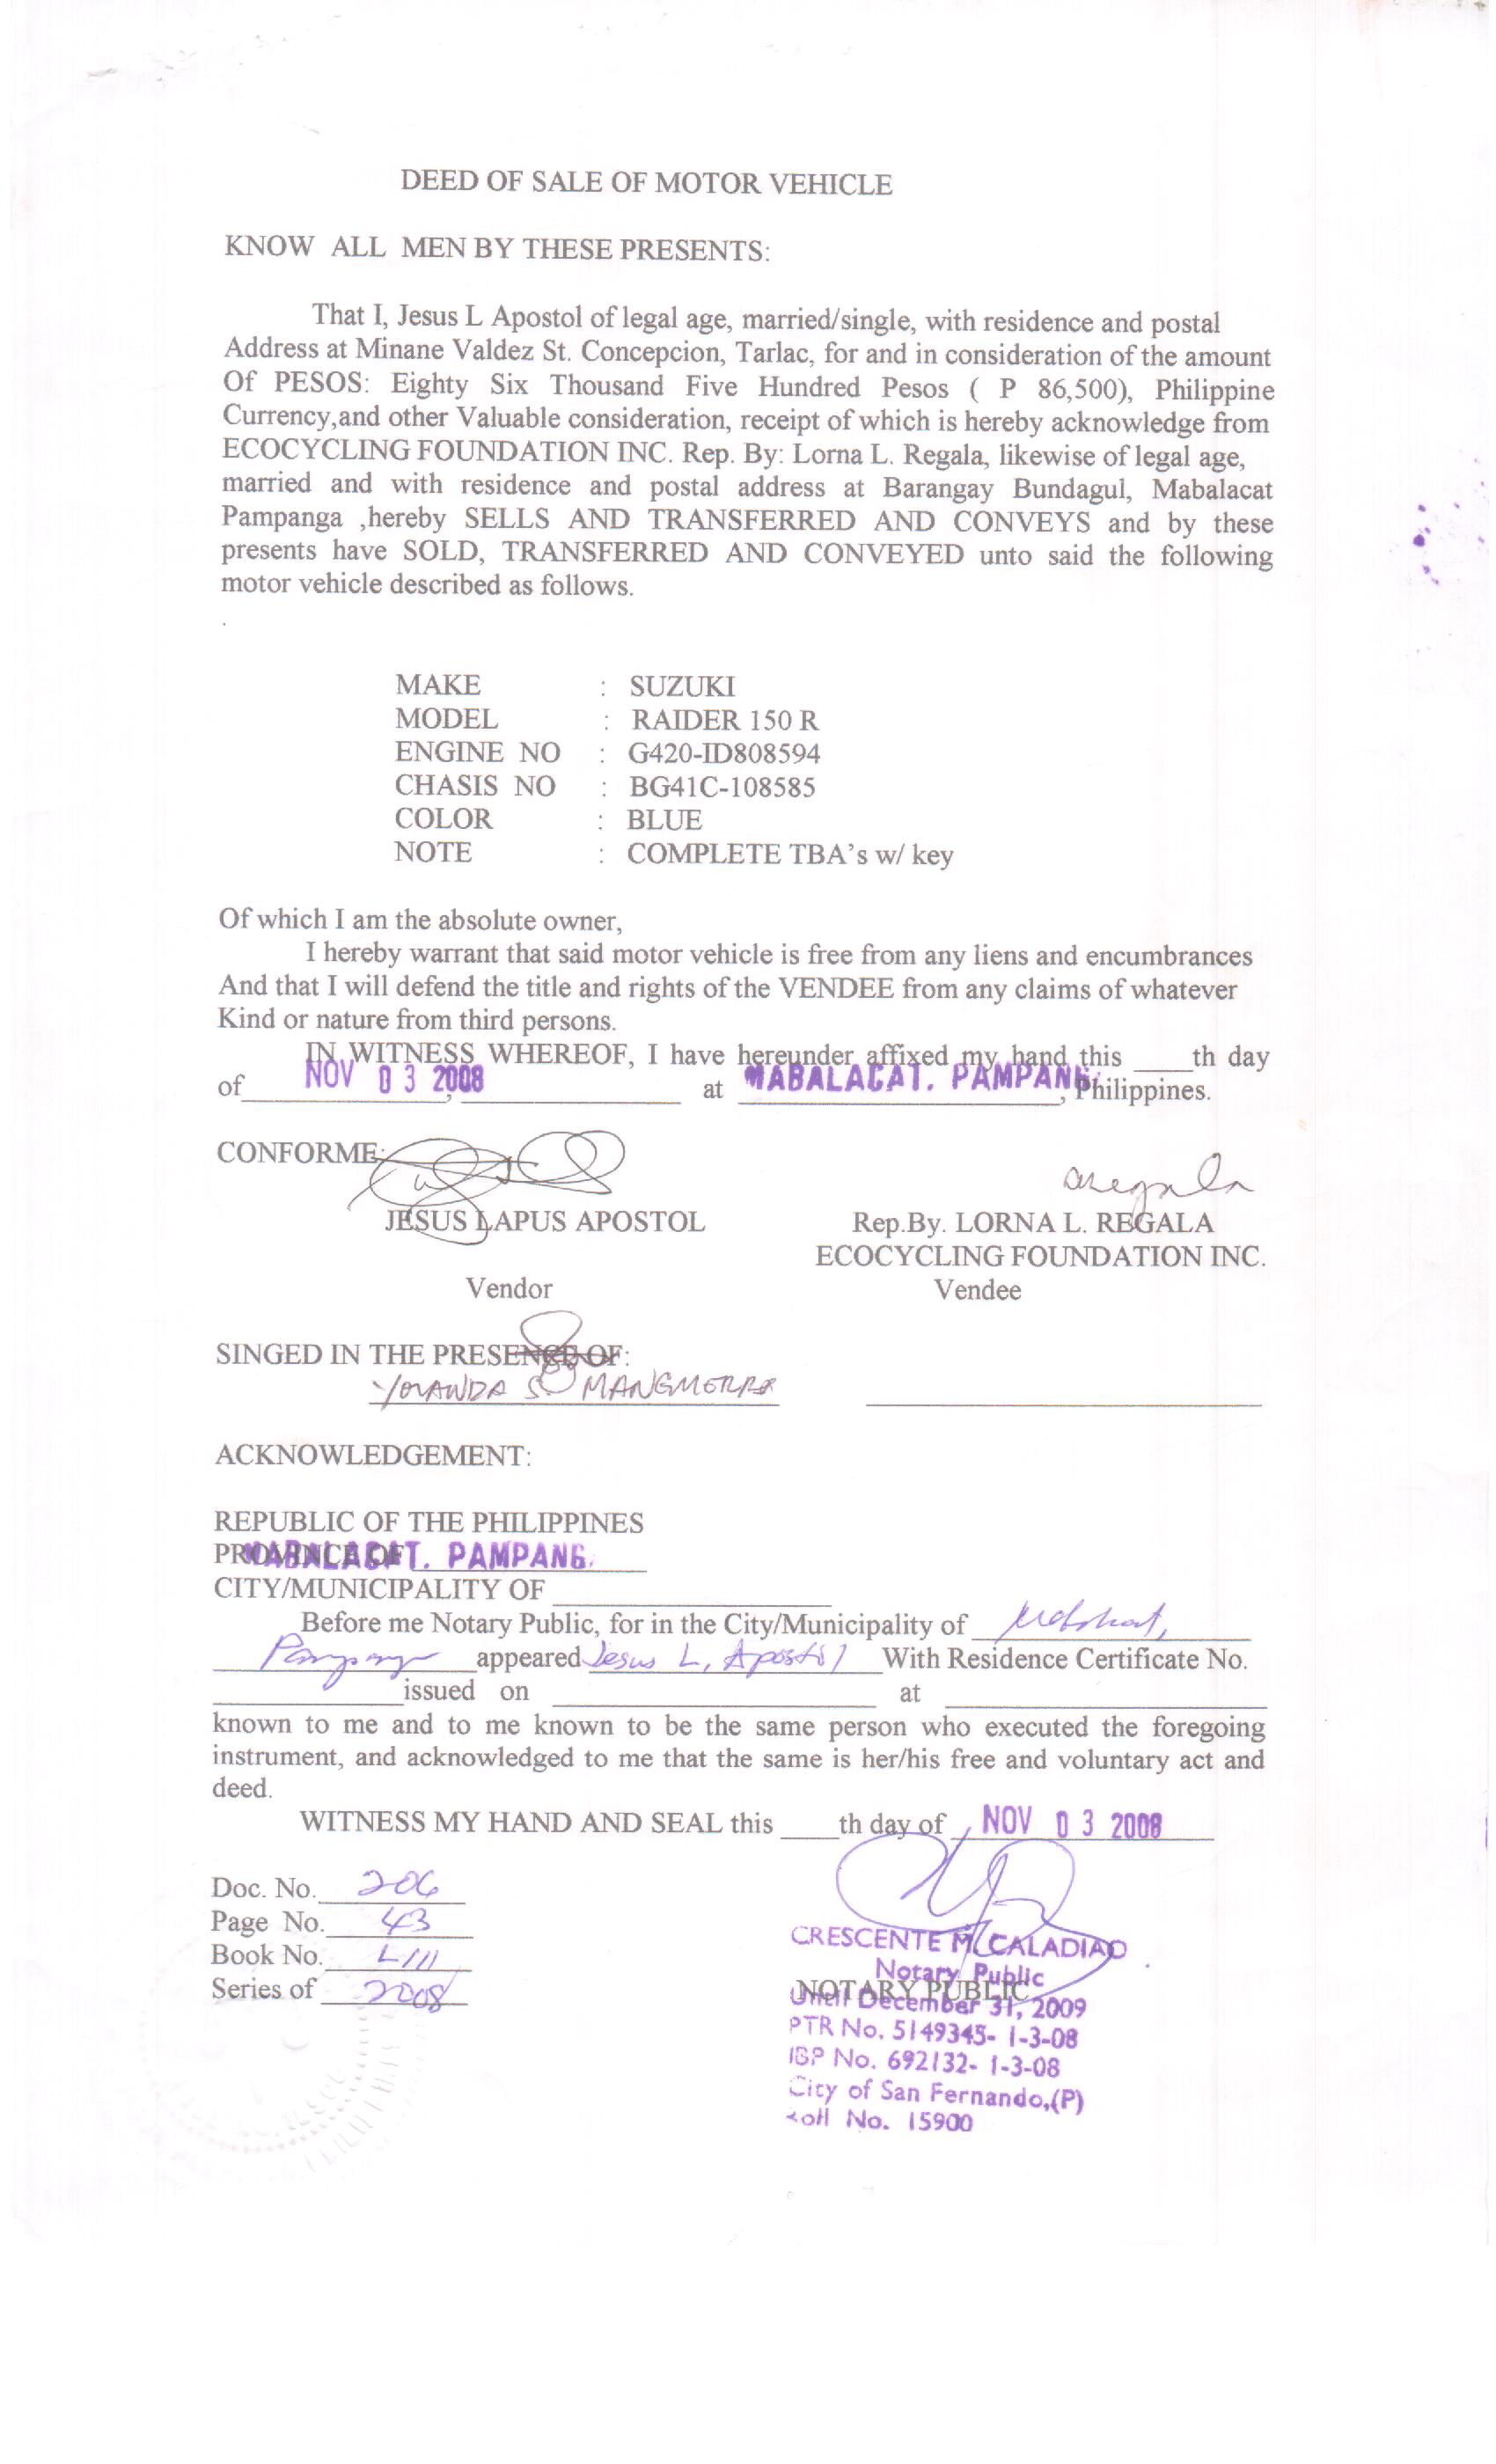 DEED OF SALE OF MOTOR VEHICLE
KNOW ALL MEN BY THESE PRESENTS:
That I, Jesus L Apostol of legal age, married/single, with residence and postal
Address at Minane Valdez St. Concepcion, Tarlac, for and in consideration of the amount
Of PESOS: Eighty Six Thousand Five Hundred Pesos ( P 86,500), Philippine
Currency,and other Valuable consideration, receipt of which is hereby acknowledge from
ECOCYCLING FOUNDATION INC. Rep. By: Lorna L. Regala, likewise of legal age,
married and with residence and postal address at Barangay Bundagul, Mabalacat
Pampanga ,hereby SELLS AND TRANSFERRED AND CONVEYS and by these
presents have SOLD, TRANSFERRED AND CONVEYED unto said the following
motor vehicle described as follows.
MAKE : SUZUKI
MODEL : RAIDER 150 R
ENGINE NO : G420-ID808594
CHASIS NO : BG41C-108585
COLOR : BLUE
NOTE : COMPLETE TBA's w/ key
Of which I am the absolute owner,
I hereby warrant that said motor vehicle is free from any liens and encumbrances
And that I will defend the title and rights of the VENDEE from any claims of whatever
Kind or nature from third persons.
IN WITNESS WHEREOF, I have hereunder affixed my hand this ____th day
of NOV 03 2008, at MABALACAT. PAMPANG, Philippines.
CONFORME:
JESUS LAPUS APOSTOL Rep.By. LORNA L. REGALA
ECOCYCLING FOUNDATION INC.
Vendor Vendee
SINGED IN THE PRESENCE OF:
YOLANDA S.
ACKNOWLEDGEMENT:
REPUBLIC OF THE PHILIPPINES
PROVINCE OF MABALACAT. PAMPANG.
CITY/MUNICIPALITY OF
Before me Notary Public, for in the City/Municipality of
Pampanga appeared Jesus L. Apostol With Residence Certificate No.
issued on at
known to me and to me known to be the same person who executed the foregoing
instrument, and acknowledged to me that the same is her/his free and voluntary act and
deed.
WITNESS MY HAND AND SEAL this ____th day of NOV 03 2008
Doc. No. 206
Page No. 43
Book No. LIII
Series of 2008
CRESCENTE M. CALADIAO
Notary Public
NOTARY PUBLIC
Until December 31, 2009
PTR No. 5149345- 1-3-08
IBP No. 692132- 1-3-08
City of San Fernando,(P)
Roll No. 15900